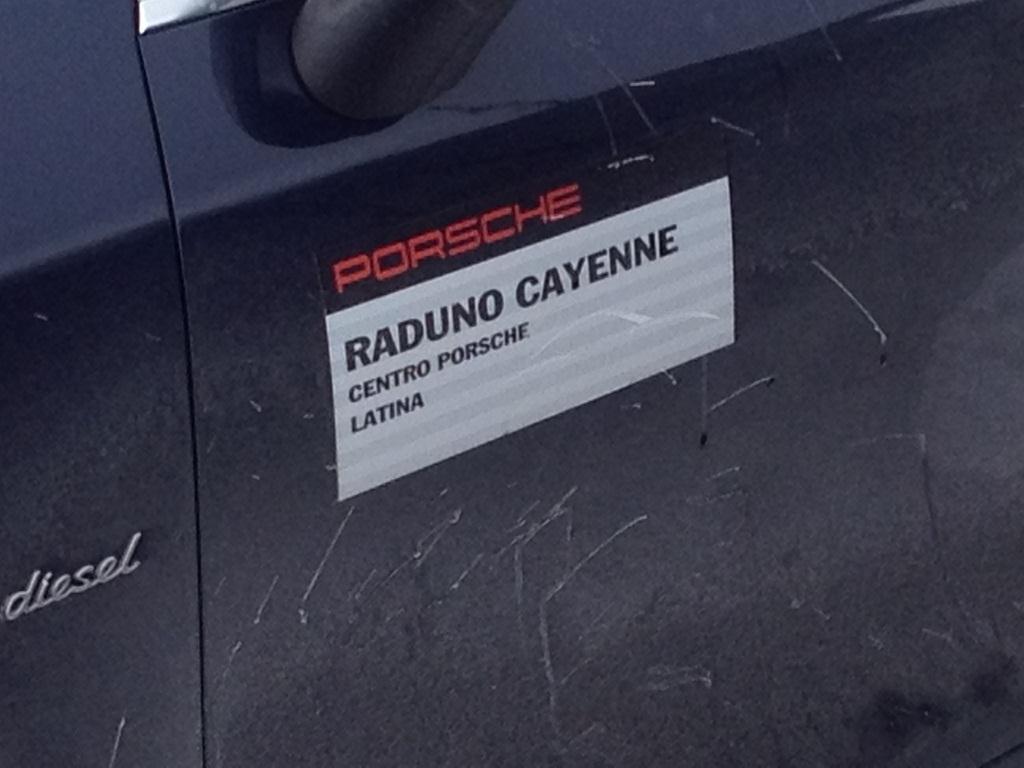 PORSCHE
RADUNO CAYENNE
CENTRO PORSCHE
LATINA
diesel